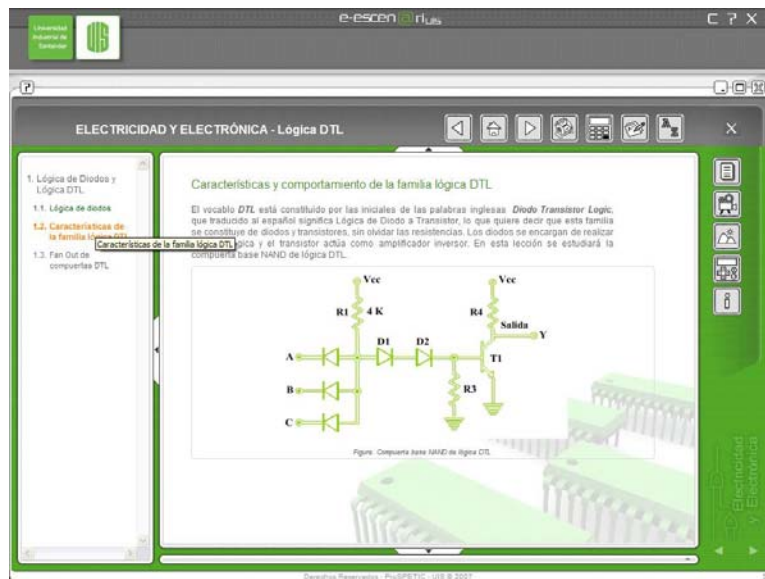 Universidad
Industrial de
Santander
UIS
e-escen@riUIS
ELECTRICIDAD Y ELECTRÓNICA - Lógica DTL
1. Lógica de Diodos y
Lógica DTL.
1.1. Lógica de diodos
1.2. Características de
la familia lógica DTL
Características de la familia lógica DTL
1.3. Fan Out de
compuertas DTL
Características y comportamiento de la familia lógica DTL
El vocablo DTL está constituido por las iniciales de las palabras inglesas Diodo Transistor Logic,
que traducido al español significa Lógica de Diodo a Transistor, lo que quiere decir que esta familia
se constituye de diodos y transistores, sin olvidar las resistencias. Los diodos se encargan de realizar
y el transistor actúa como amplificador inversor. En esta lección se estudiará la
compuerta base NAND de lógica DTL.
Vcc
Vcc
R1
4 K
R4
Salida
Y
D1
D2
A
T1
B
R3
C
Figura: Compuerta base NAND de lógica DTL
Electricidad
y Electrónica
Derechos Reservados - ProSPETIC - UIS © 2007